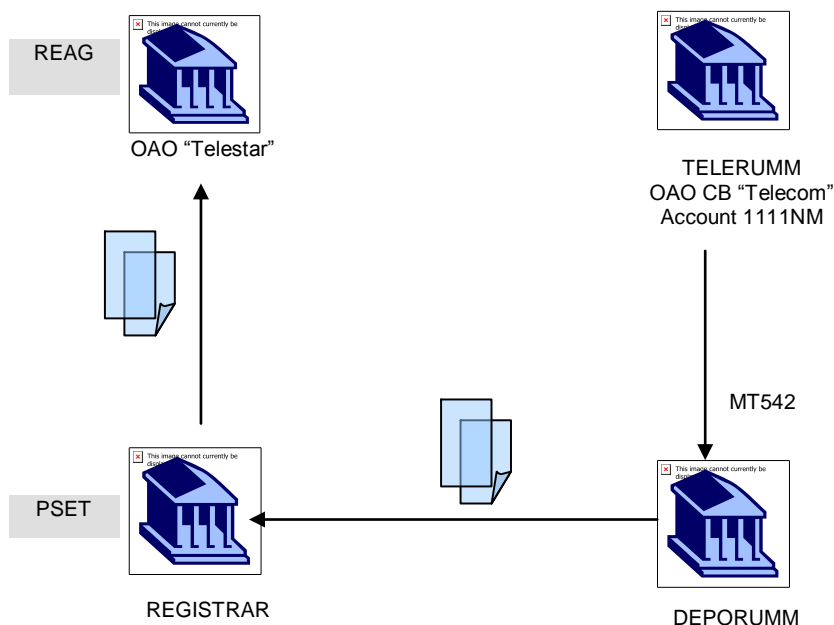 This image cannot currently be
REAG
OAO “Telestar”
This image cannot currently be
TELERUMM
OAO CB “Telecom”
Account 1111NM
MT542
This image cannot currently be
PSET
REGISTRAR
This image cannot currently be
DEPORUMM